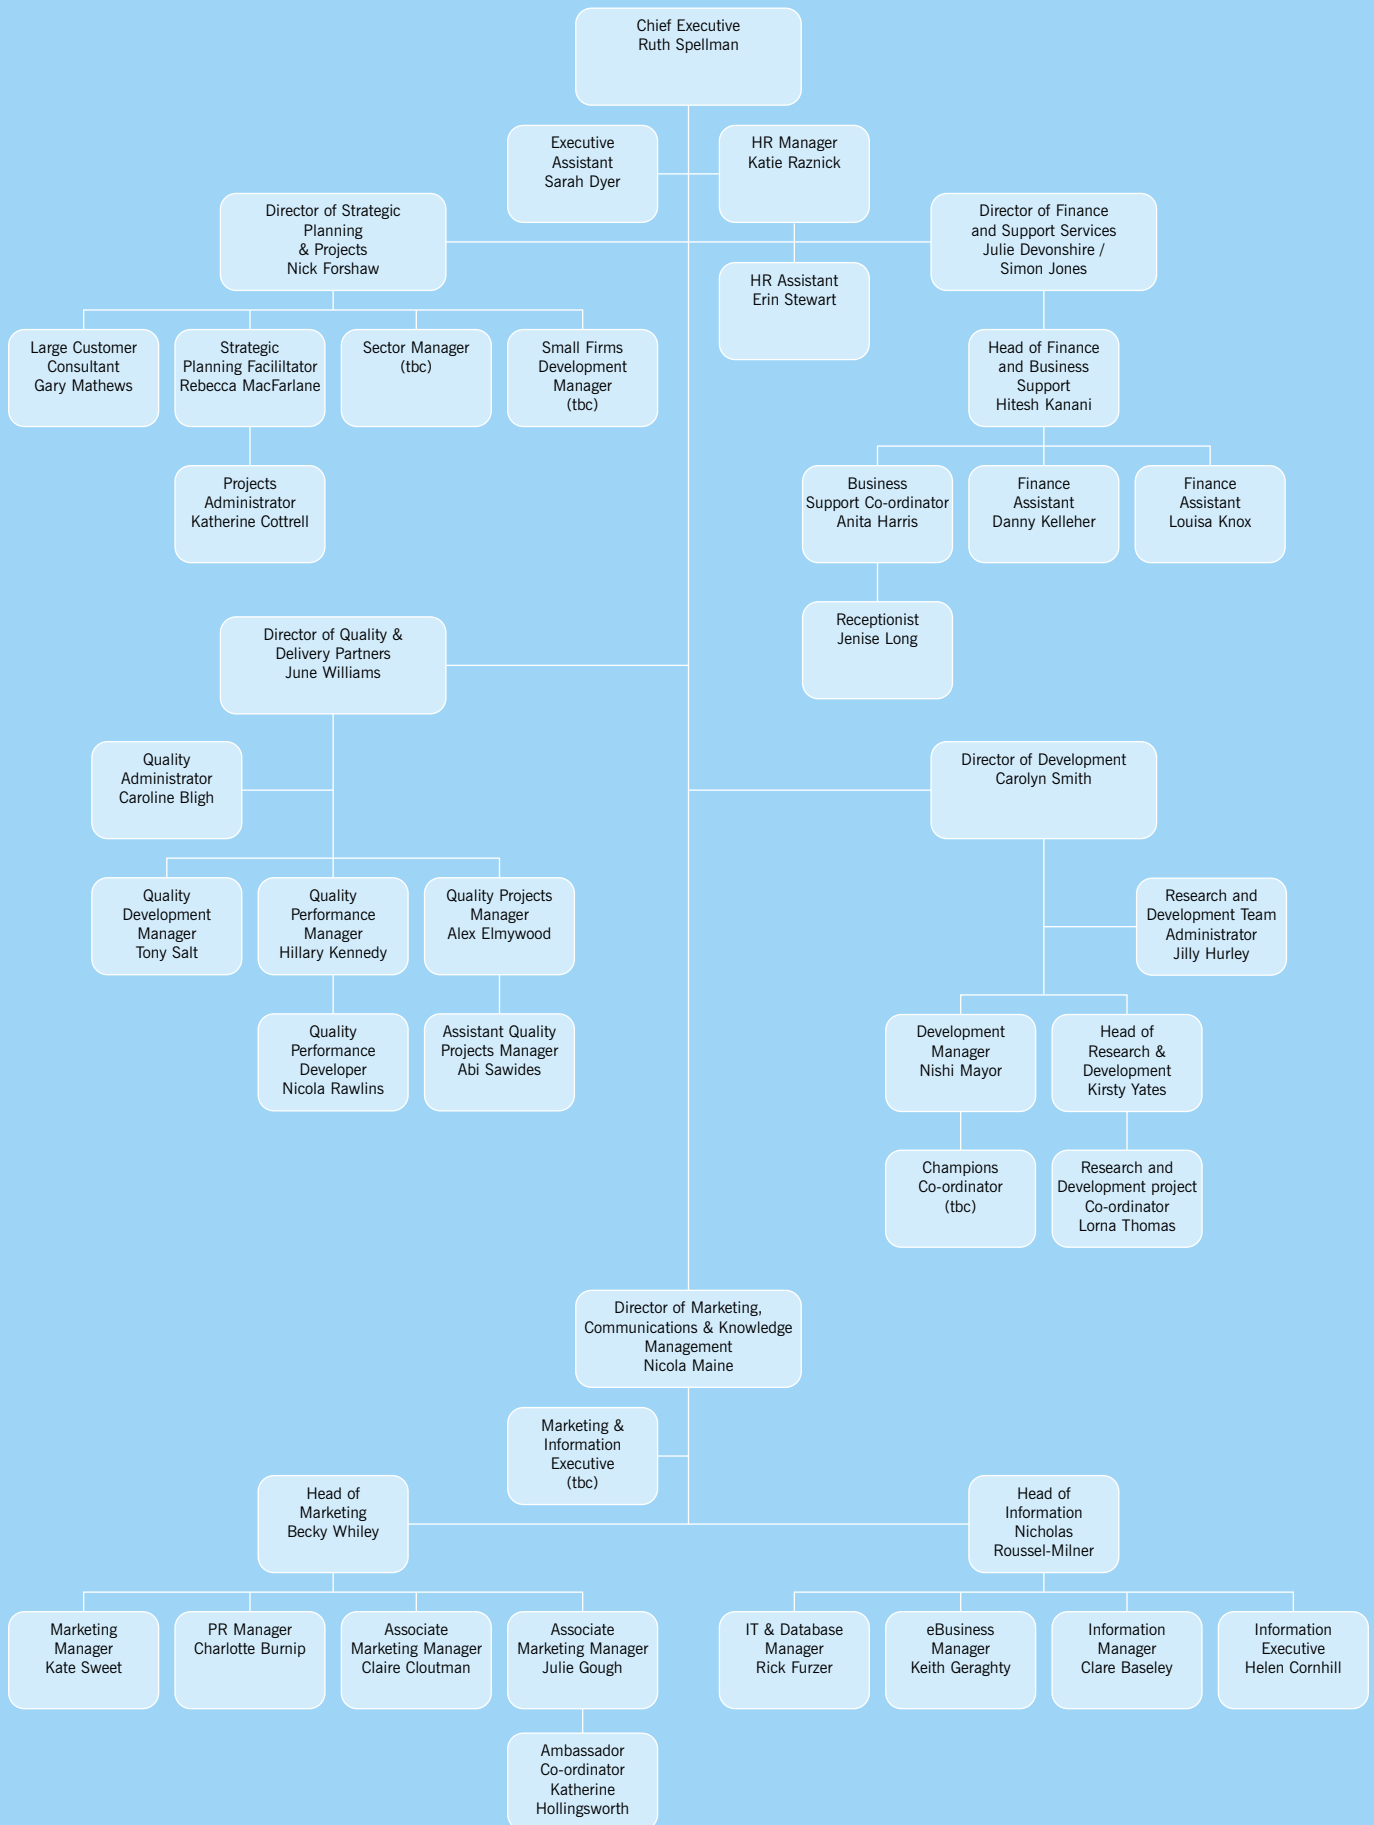 Chief Executive
Ruth Spellman
Executive
Assistant
Sarah Dyer
HR Manager
Katie Raznick
Director of Strategic
Planning
& Projects
Nick Forshaw
Director of Finance
and Support Services
Julie Devonshire /
Simon Jones
HR Assistant
Erin Stewart
Large Customer
Consultant
Gary Mathews
Strategic
Planning Facililtator
Rebecca MacFarlane
Sector Manager
(tbc)
Small Firms
Development
Manager
(tbc)
Head of Finance
and Business
Support
Hitesh Kanani
Projects
Administrator
Katherine Cottrell
Business
Support Co-ordinator
Anita Harris
Finance
Assistant
Danny Kelleher
Finance
Assistant
Louisa Knox
Receptionist
Jenise Long
Director of Quality &
Delivery Partners
June Williams
Quality
Administrator
Caroline Bligh
Director of Development
Carolyn Smith
Quality
Development
Manager
Tony Salt
Quality
Performance
Manager
Hillary Kennedy
Quality Projects
Manager
Alex Elmywood
Research and
Development Team
Administrator
Jilly Hurley
Quality
Performance
Developer
Nicola Rawlins
Assistant Quality
Projects Manager
Abi Sawides
Development
Manager
Nishi Mayor
Head of
Research &
Development
Kirsty Yates
Champions
Co-ordinator
(tbc)
Research and
Development project
Co-ordinator
Lorna Thomas
Director of Marketing,
Communications & Knowledge
Management
Nicola Maine
Marketing &
Information
Executive
(tbc)
Head of
Marketing
Becky Whiley
Head of
Information
Nicholas
Roussel-Milner
Marketing
Manager
Kate Sweet
PR Manager
Charlotte Burnip
Associate
Marketing Manager
Claire Cloutman
Associate
Marketing Manager
Julie Gough
IT & Database
Manager
Rick Furzer
eBusiness
Manager
Keith Geraghty
Information
Manager
Clare Baseley
Information
Executive
Helen Cornhill
Ambassador
Co-ordinator
Katherine
Hollingsworth